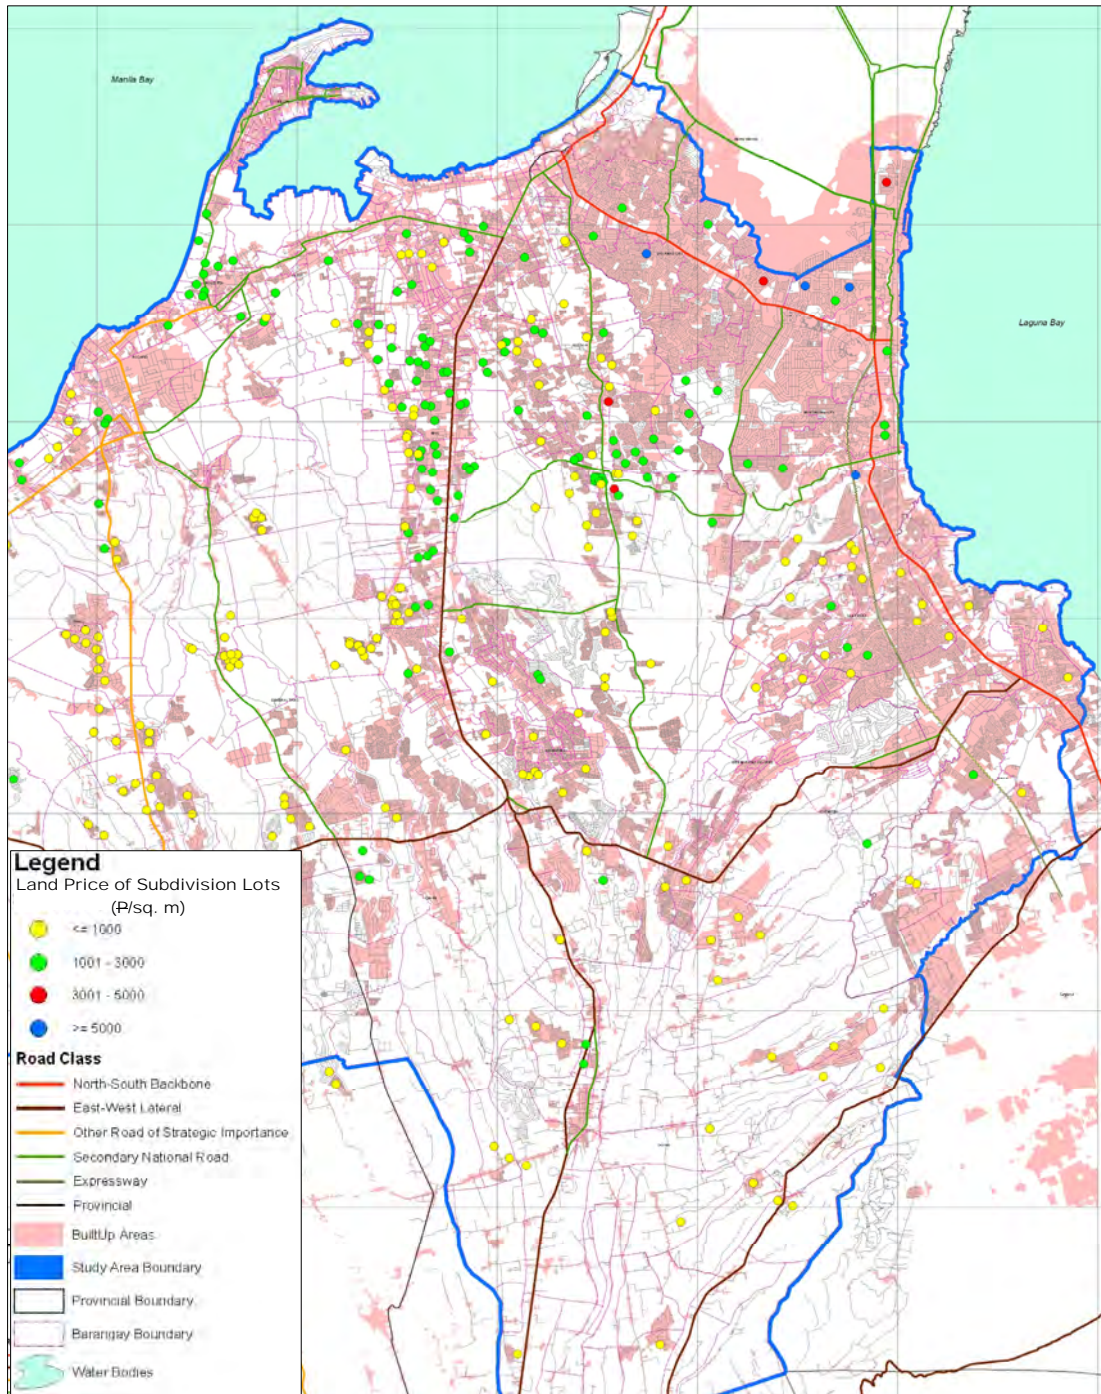 Manila Bay
Laguna Bay
Legend
Land Price of Subdivision Lots
(₱/sq. m)
<= 1000
1001 - 3000
3001 - 5000
>= 5000
Road Class
North-South Backbone
East-West Lateral
Other Road of Strategic Importance
Secondary National Road
Expressway
Provincial
BuiltUp Areas
Study Area Boundary
Provincial Boundary
Barangay Boundary
Water Bodies